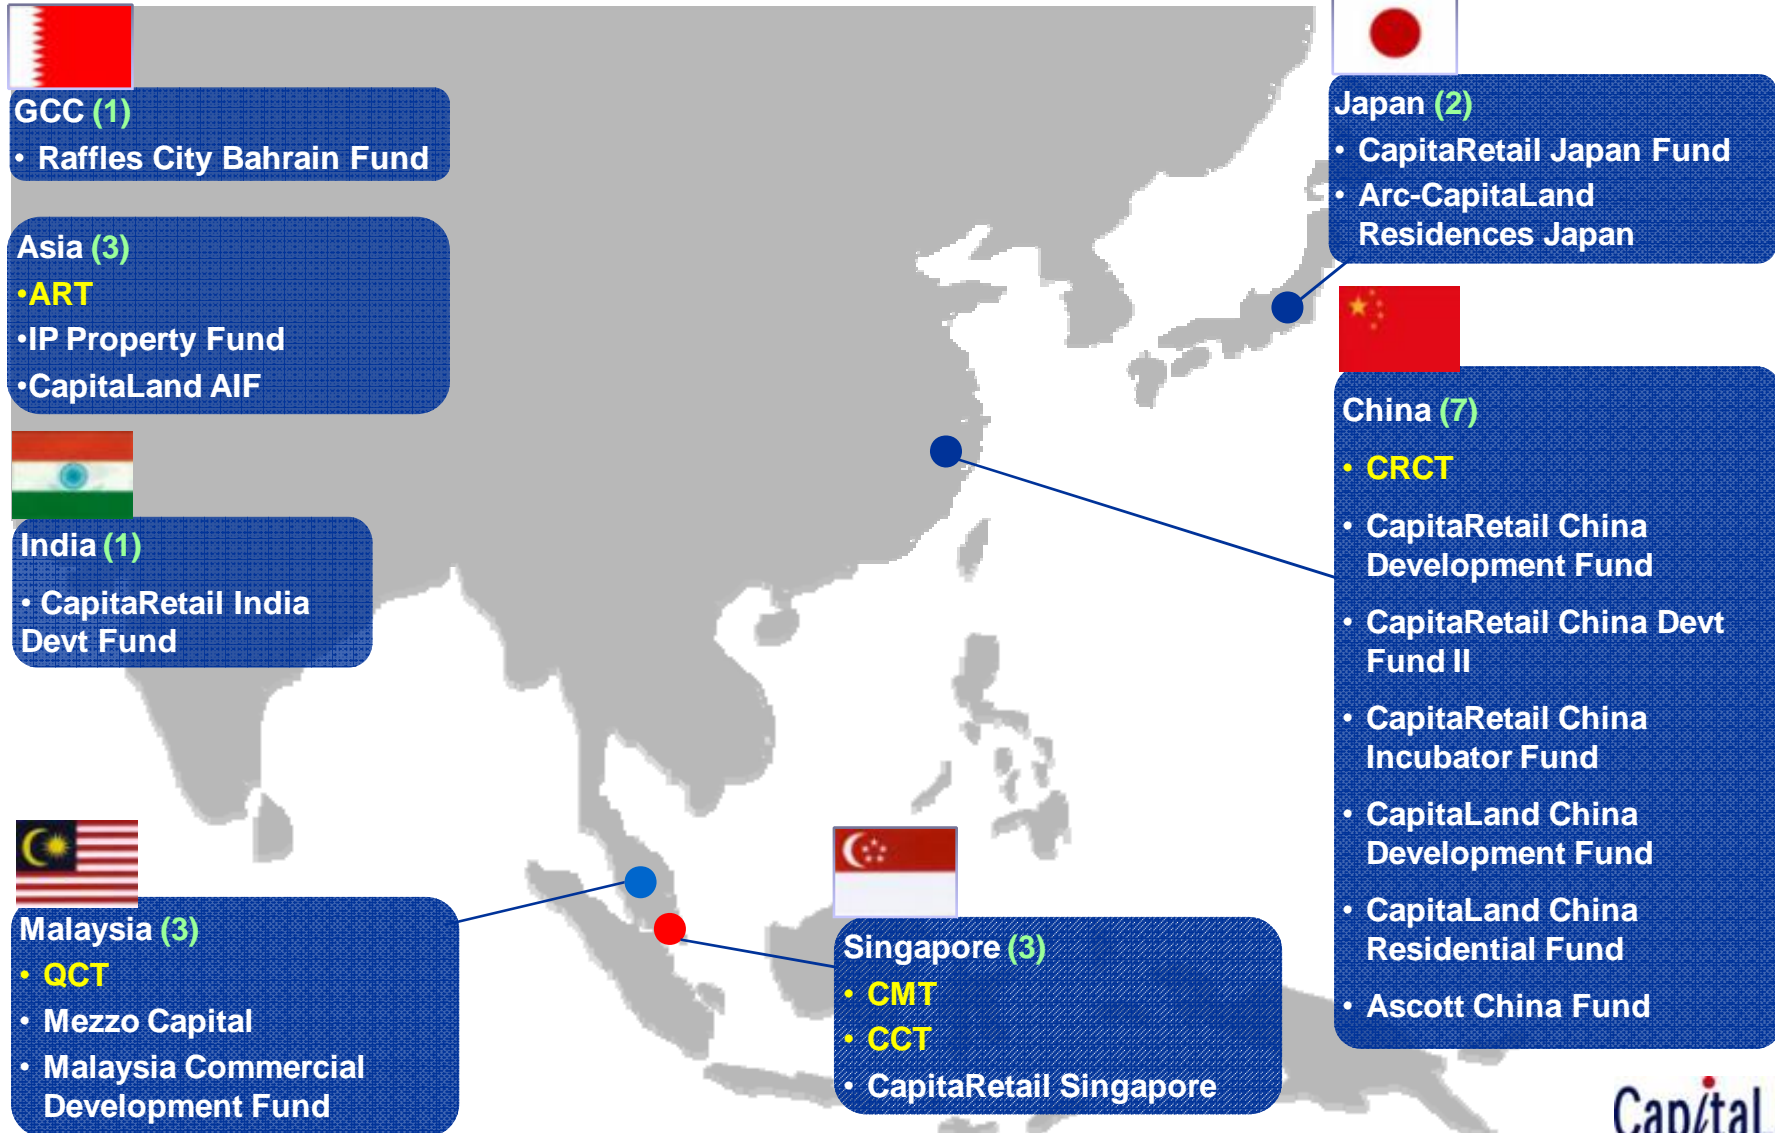 GCC (1)
• Raffles City Bahrain Fund
Asia (3)
•ART
•IP Property Fund
•CapitaLand AIF
India (1)
• CapitaRetail India
Devt Fund
Malaysia (3)
• QCT
• Mezzo Capital
• Malaysia Commercial
Development Fund
Singapore (3)
• CMT
• CCT
• CapitaRetail Singapore
Japan (2)
• CapitaRetail Japan Fund
• Arc-CapitaLand
Residences Japan
China (7)
• CRCT
• CapitaRetail China
Development Fund
• CapitaRetail China Devt
Fund II
• CapitaRetail China
Incubator Fund
• CapitaLand China
Development Fund
• CapitaLand China
Residential Fund
• Ascott China Fund
Capital